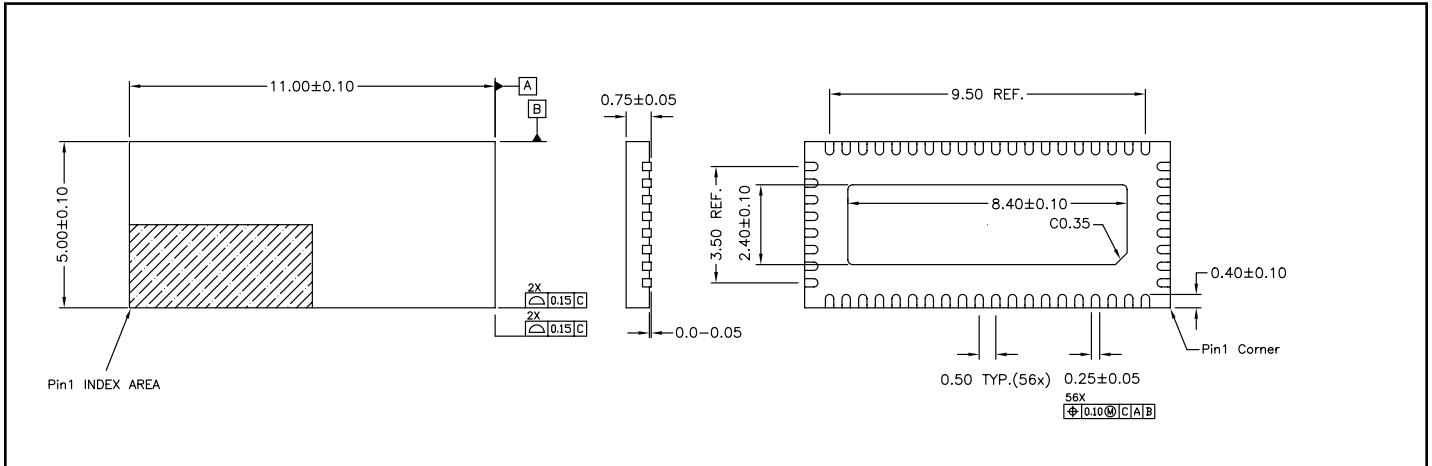 11.00±0.10
A
B
5.00±0.10
2X
⌓ 0.15 C
2X
⌓ 0.15 C
Pin1 INDEX AREA
0.75±0.05
0.0-0.05
9.50 REF.
3.50 REF.
2.40±0.10
8.40±0.10
C0.35
0.40±0.10
Pin1 Corner
0.50 TYP.(56x)
0.25±0.05
56X
⌖ 0.10 Ⓜ C A B